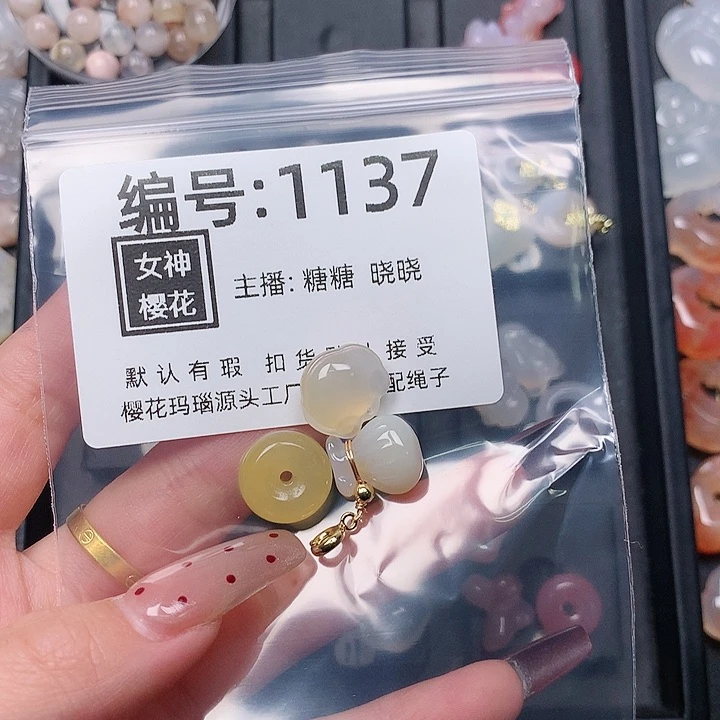 编号:1137
女神
樱花
主播: 糖糖 晓晓
默认有瑕 扣货 接受
樱花玛瑙源头工厂 配绳子